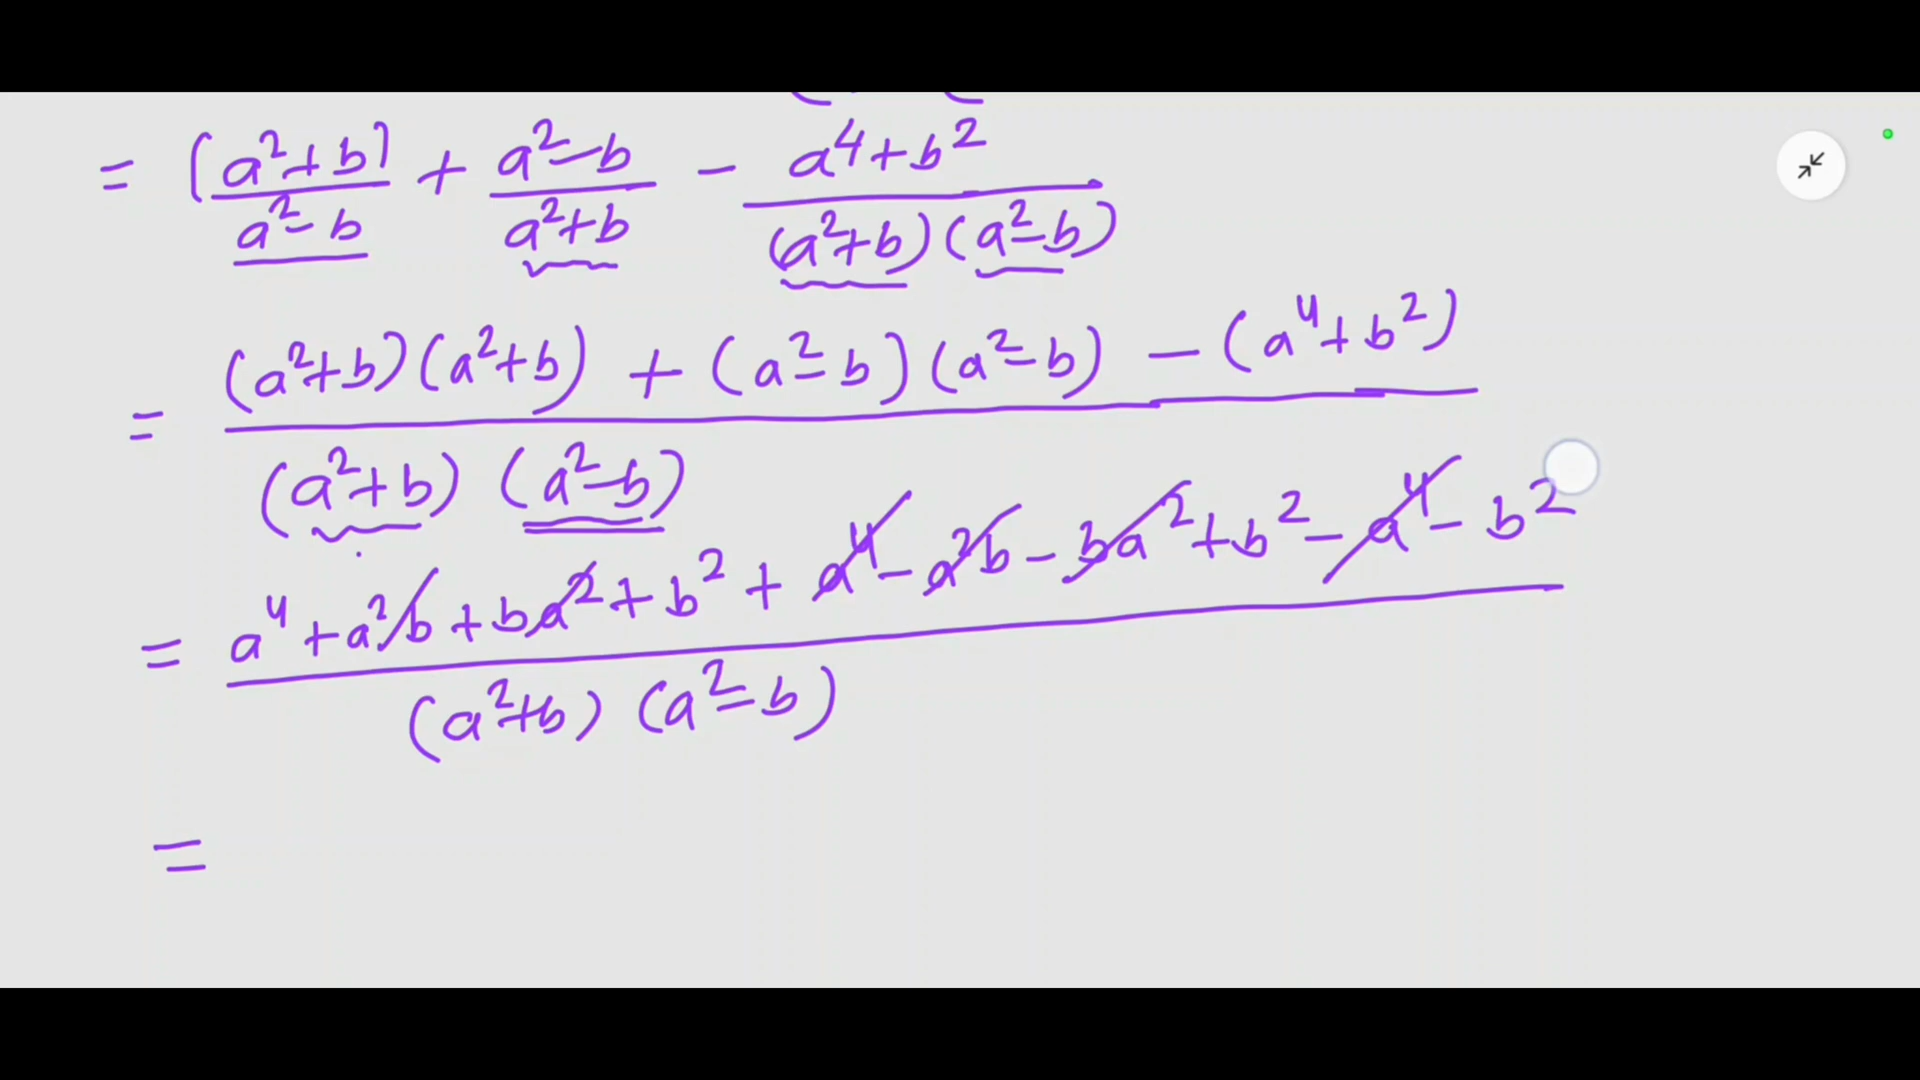 = (a²+b)/(a²-b) + (a²-b)/(a²+b) - (a⁴+b²)/((a²+b)(a²-b))
= ((a²+b)(a²+b) + (a²-b)(a²-b) - (a⁴+b²))/((a²+b)(a²-b))
= (a⁴+a²b+ba²+b²+a⁴-a²b-ba²+b²-a⁴-b²)/((a²+b)(a²-b))
=